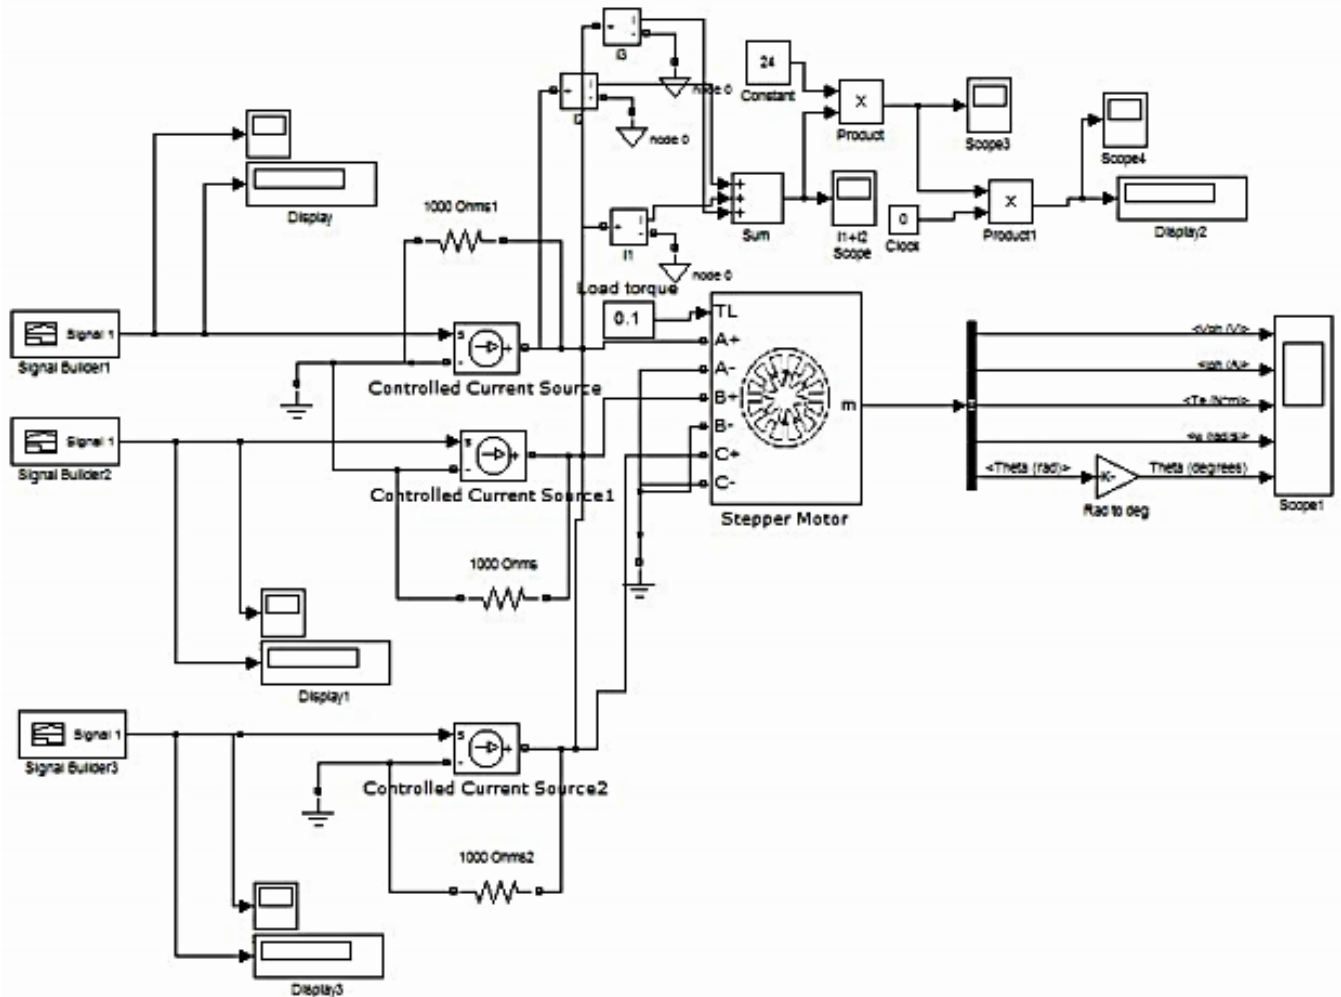 I3
24
Constant
node 0
X
Product
Scope3
Scope4
node 0
Display
1000 Ohms1
I1
Sum
I1+I2
Scope
0
Clock
X
Product1
Display2
node 0
Load torque
0.1
TL
A+
A-
B+
B-
C+
C-
m
Stepper Motor
Signal 1
Signal Builder1
s
Controlled Current Source
Signal 1
Signal Builder2
s
Controlled Current Source1
1000 Ohms
Display1
<Te (N*m)>
<Theta (rad)>
K-
Theta (degrees)
Rad to deg
Scope1
Signal 1
Signal Builder3
s
Controlled Current Source2
1000 Ohms2
Display3